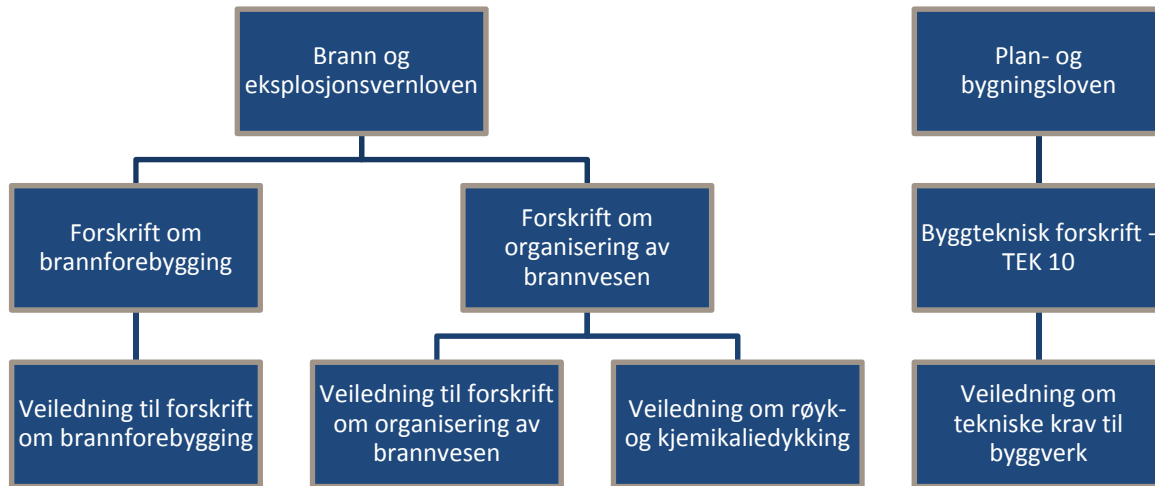 Brann og
eksplosjonsvernloven
Plan- og
bygningsloven
Forskrift om
brannforebygging
Forskrift om
organisering av
brannvesen
Byggteknisk forskrift -
TEK 10
Veiledning til forskrift
om brannforebygging
Veiledning til forskrift
om organisering av
brannvesen
Veiledning om røyk-
og kjemikaliedykking
Veiledning om
tekniske krav til
byggverk